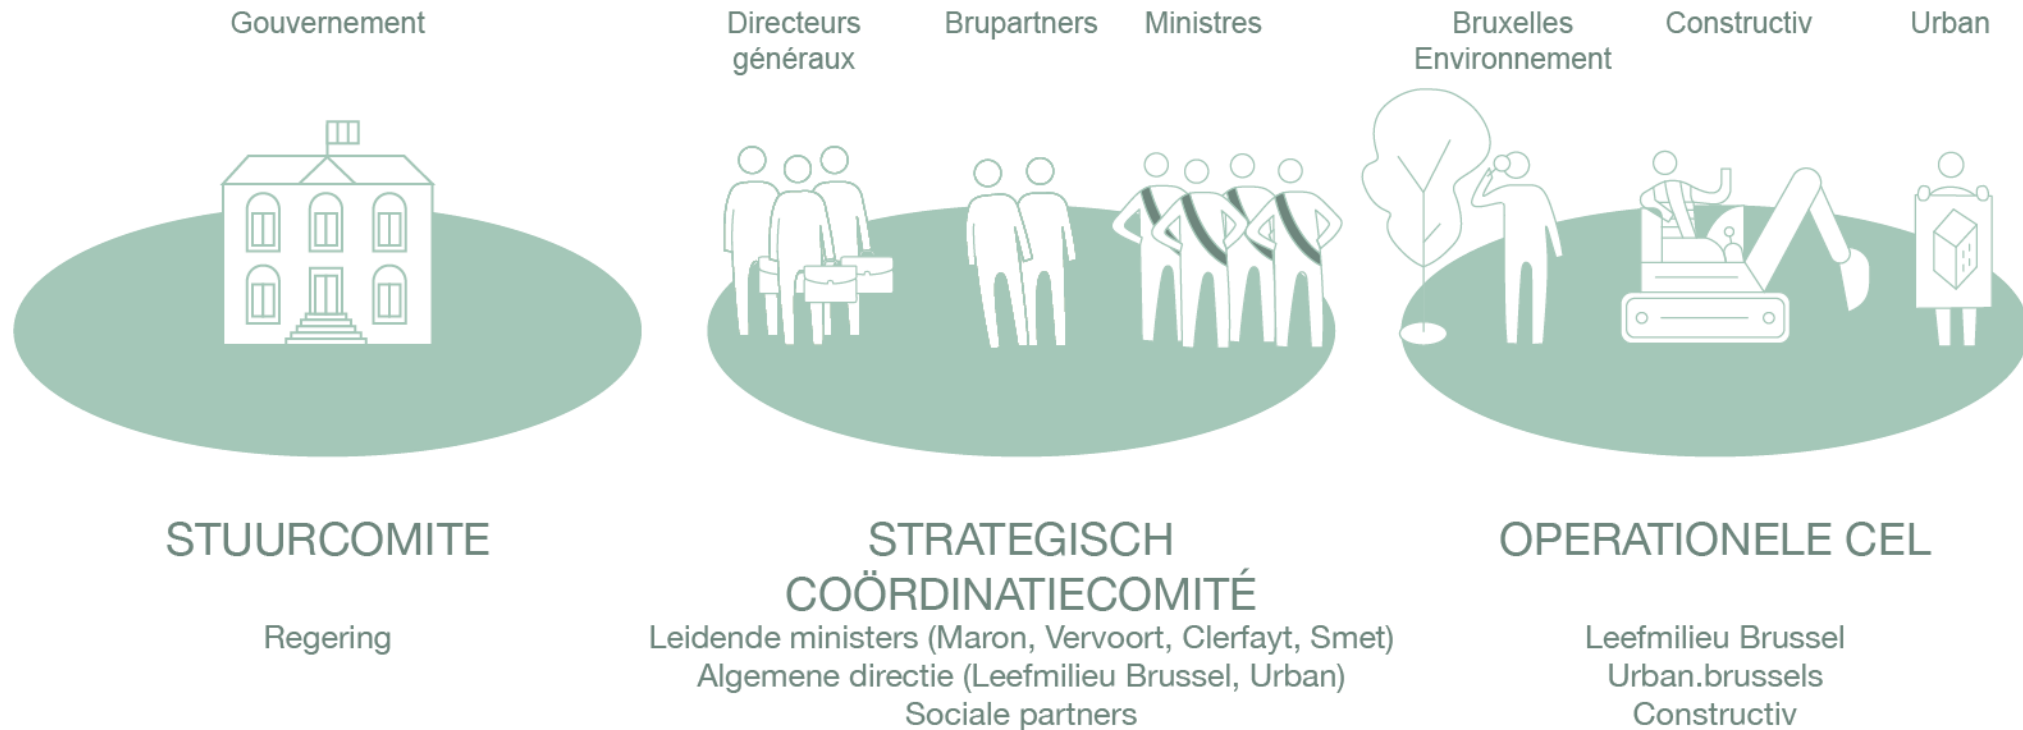 Gouvernement
Directeurs
généraux
Brupartners
Ministres
Bruxelles
Environnement
Constructiv
Urban
STUURCOMITE
Regering
STRATEGISCH
COÖRDINATIECOMITÉ
Leidende ministers (Maron, Vervoort, Clerfayt, Smet)
Algemene directie (Leefmilieu Brussel, Urban)
Sociale partners
OPERATIONELE CEL
Leefmilieu Brussel
Urban.brussels
Constructiv